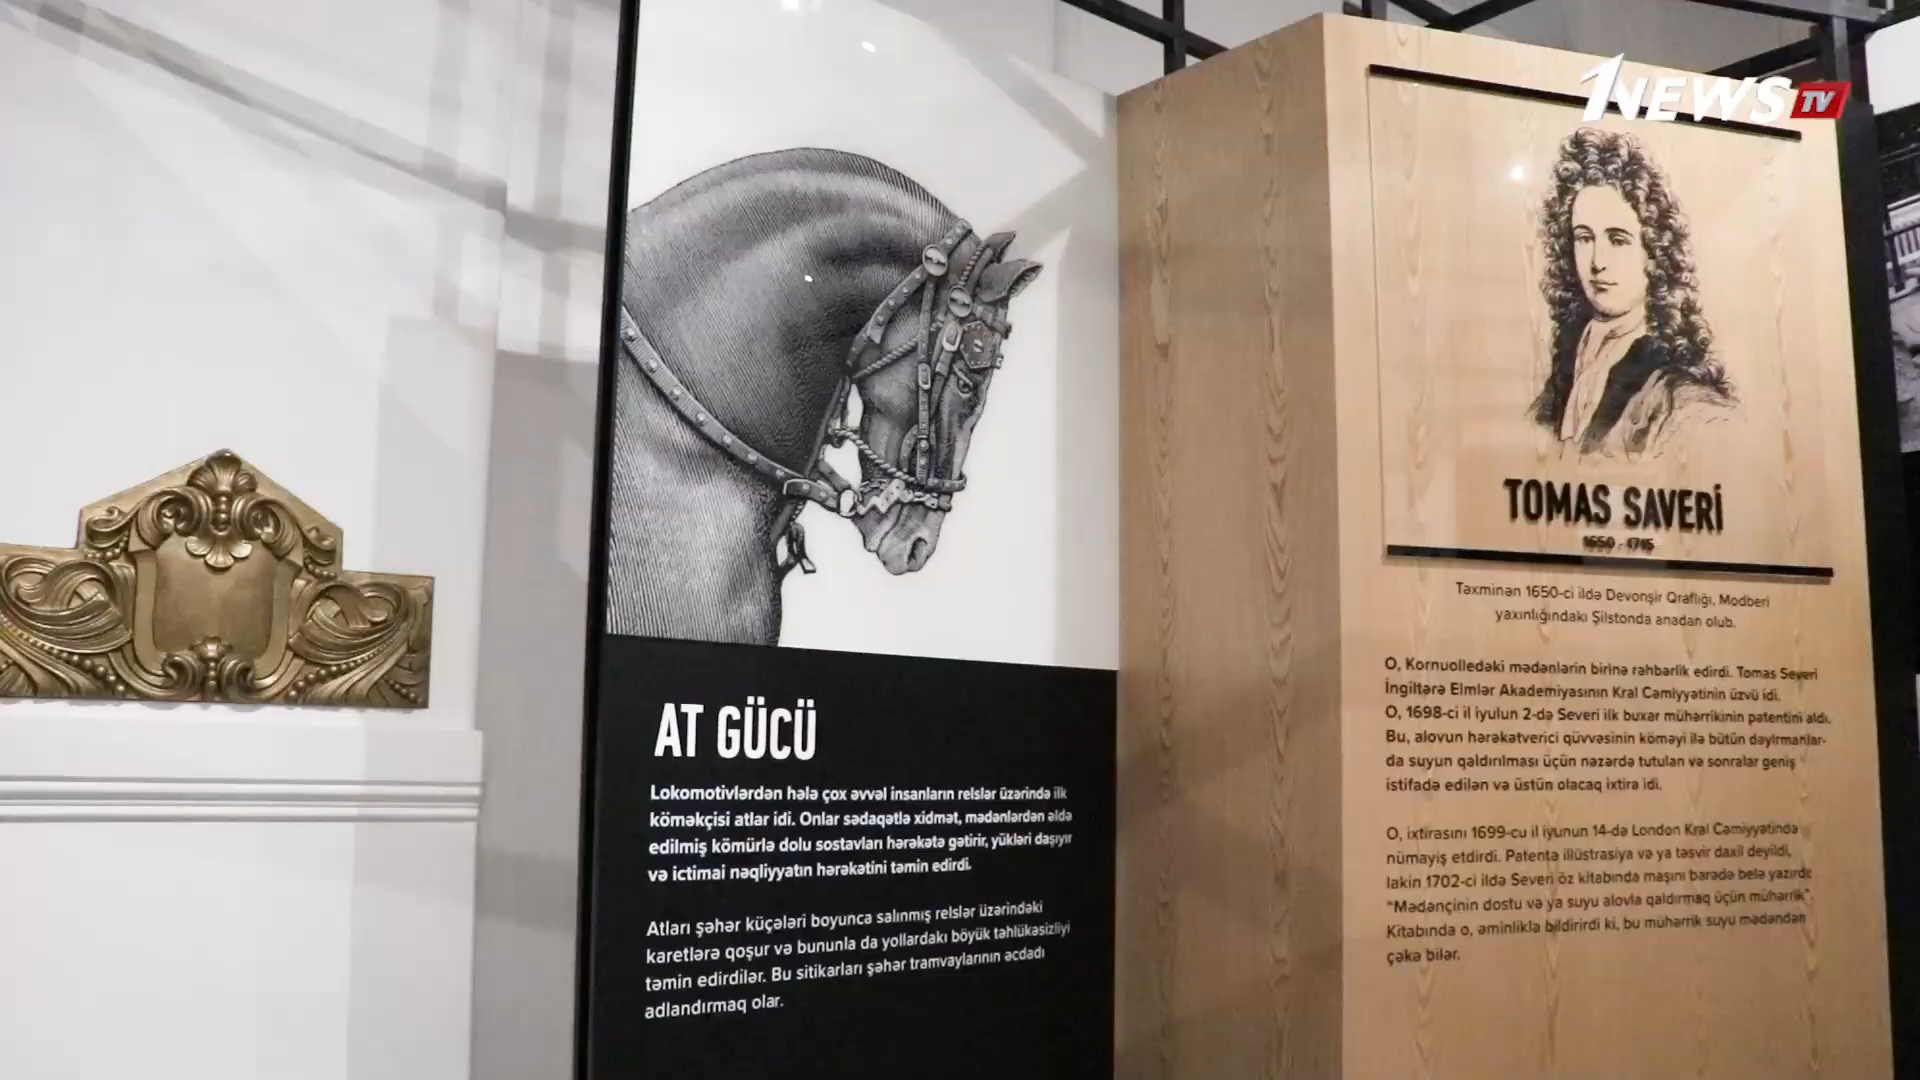 1NEWS TV
AT GÜCÜ
Lokomotivlərdən hələ çox əvvəl insanların relslər üzərində ilk
köməkçisi atlar idi. Onlar sədaqətlə xidmət, mədənlərdən əldə
edilmiş kömürlə dolu sostavları hərəkətə gətirir, yükləri daşıyır
və ictimai nəqliyyatın hərəkətini təmin edirdi.
Atları şəhər küçələri boyunca salınmış relslər üzərindəki
karetlərə qoşur və bununla da yollardakı böyük təhlükəsizliyi
təmin edirdilər. Bu sitikarları şəhər tramvaylarının əcdadı
adlandırmaq olar.
TOMAS SAVERİ
1650 - 1715
Təxminən 1650-ci ildə Devonşir Qraflığı, Modberi
yaxınlığındakı Şilstonda anadan olub.
O, Kornuolledəki mədənlərin birinə rəhbərlik edirdi. Tomas Severi
İngiltərə Elmlər Akademiyasının Kral Cəmiyyətinin üzvü idi.
O, 1698-ci il iyulun 2-də Severi ilk buxar mühərrikinin patentini aldı.
Bu, alovun hərəkətverici qüvvəsinin köməyi ilə bütün dəyirmanlar-
da suyun qaldırılması üçün nəzərdə tutulan və sonralar geniş
istifadə edilən və üstün olacaq ixtira idi.
O, ixtirasını 1699-cu il iyunun 14-də London Kral Cəmiyyətində
nümayiş etdirdi. Patentə illüstrasiya və ya təsvir daxil deyildi,
lakin 1702-ci ildə Severi öz kitabında maşını barədə belə yazırdı:
"Mədənçinin dostu və ya suyu alovla qaldırmaq üçün mühərrik".
Kitabında o, əminliklə bildirirdi ki, bu mühərrik suyu mədəndən
çəkə bilər.